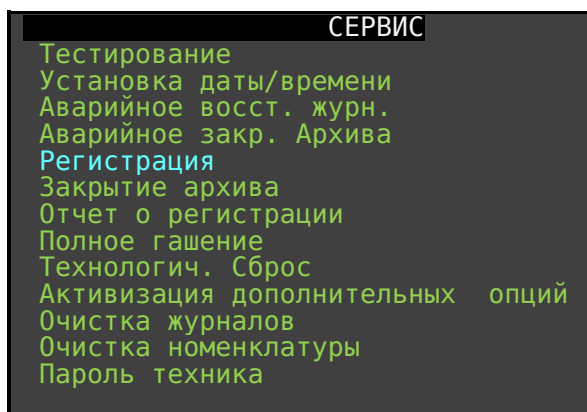 СЕРВИС
Тестирование
Установка даты/времени
Аварийное восст. журн.
Аварийное закр. Архива
Регистрация
Закрытие архива
Отчет о регистрации
Полное гашение
Технологич. Сброс
Активизация дополнительных опций
Очистка журналов
Очистка номенклатуры
Пароль техника